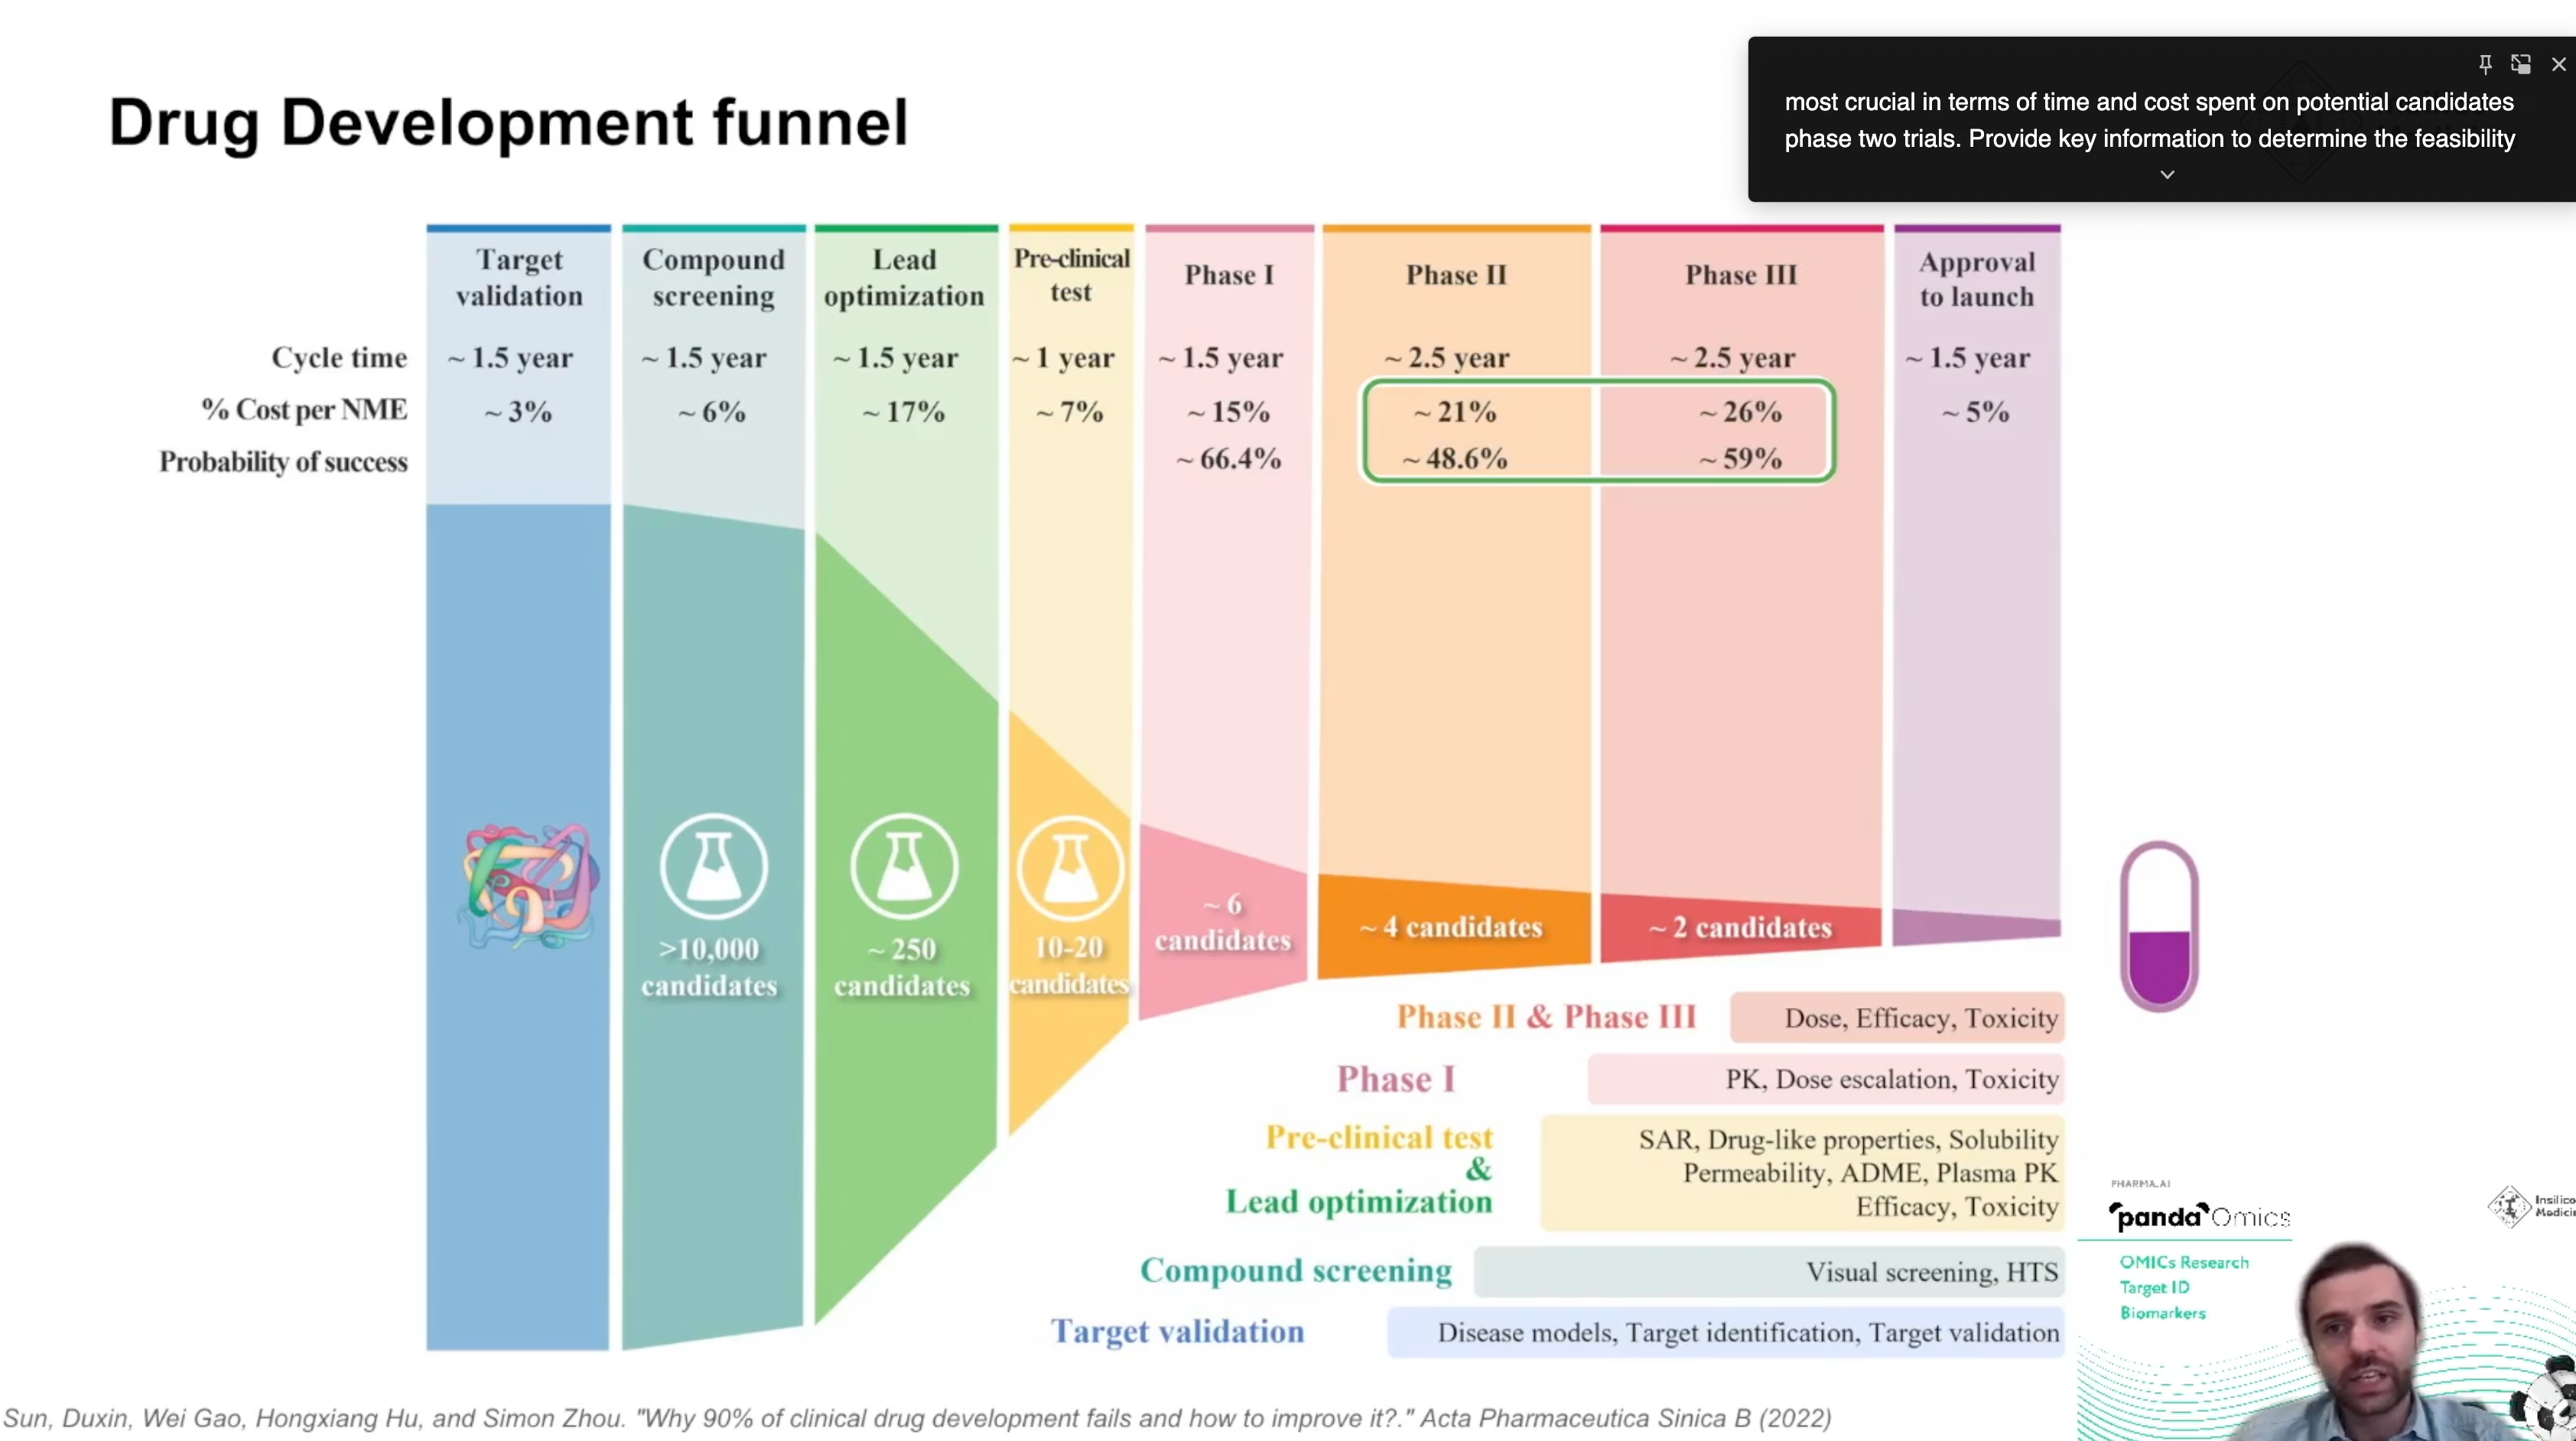 most crucial in terms of time and cost spent on potential candidates
phase two trials. Provide key information to determine the feasibility
Drug Development funnel
Target validation
Compound screening
Lead optimization
Pre-clinical test
Phase I
Phase II
Phase III
Approval to launch
Cycle time ~ 1.5 year ~ 1.5 year ~ 1.5 year ~ 1 year ~ 1.5 year ~ 2.5 year ~ 2.5 year ~ 1.5 year
% Cost per NME ~ 3% ~ 6% ~ 17% ~ 7% ~ 15% ~ 21% ~ 26% ~ 5%
Probability of success ~ 66.4% ~ 48.6% ~ 59%
>10,000
candidates
~ 250
candidates
10-20
candidates
~ 6
candidates
~ 4 candidates
~ 2 candidates
Phase II & Phase III Dose, Efficacy, Toxicity
Phase I PK, Dose escalation, Toxicity
Pre-clinical test
&
Lead optimization
SAR, Drug-like properties, Solubility
Permeability, ADME, Plasma PK
Efficacy, Toxicity
Compound screening Visual screening, HTS
Target validation Disease models, Target identification, Target validation
PHARMA.AI
pandaOmics
Insilico
OMICs Research
Target ID
Biomarkers
Sun, Duxin, Wei Gao, Hongxiang Hu, and Simon Zhou. "Why 90% of clinical drug development fails and how to improve it?." Acta Pharmaceutica Sinica B (2022)